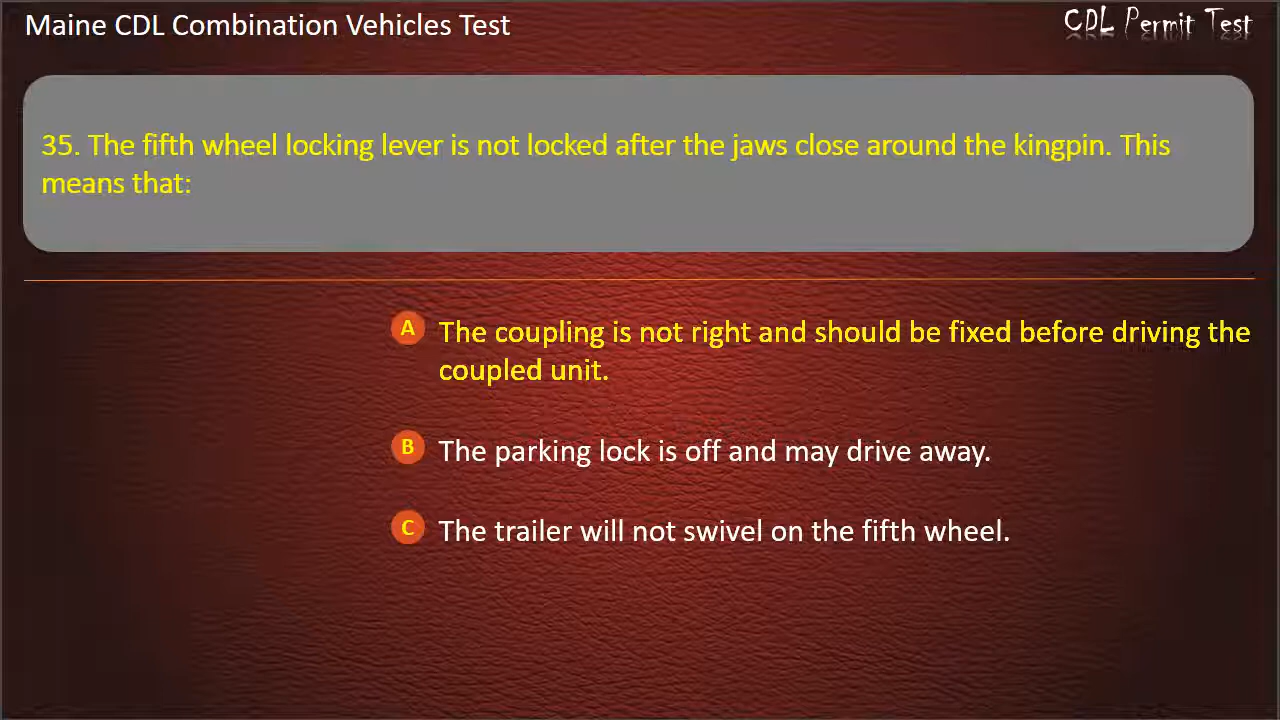 Maine CDL Combination Vehicles Test
CDL Permit Test
35. The fifth wheel locking lever is not locked after the jaws close around the kingpin. This
means that:
A The coupling is not right and should be fixed before driving the
coupled unit.
B The parking lock is off and may drive away.
C The trailer will not swivel on the fifth wheel.